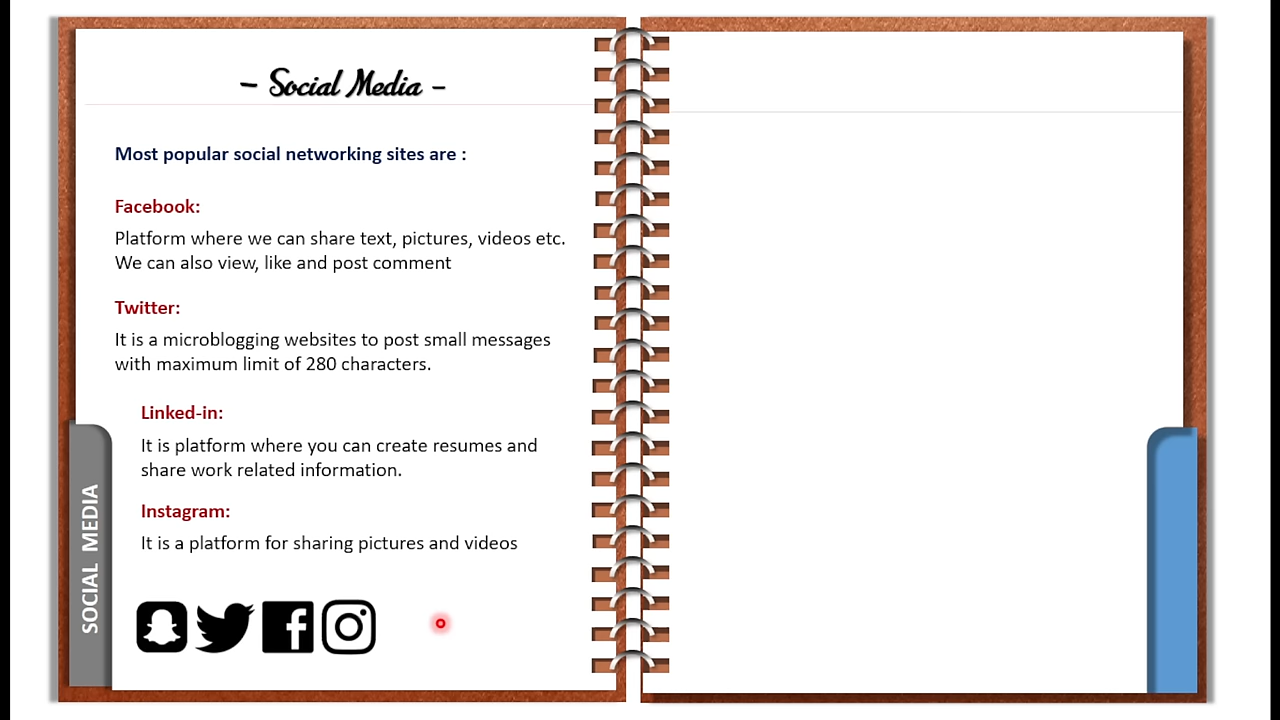 - Social Media -
Most popular social networking sites are :
Facebook:
Platform where we can share text, pictures, videos etc.
We can also view, like and post comment
Twitter:
It is a microblogging websites to post small messages
with maximum limit of 280 characters.
Linked-in:
It is platform where you can create resumes and
share work related information.
Instagram:
It is a platform for sharing pictures and videos
SOCIAL MEDIA